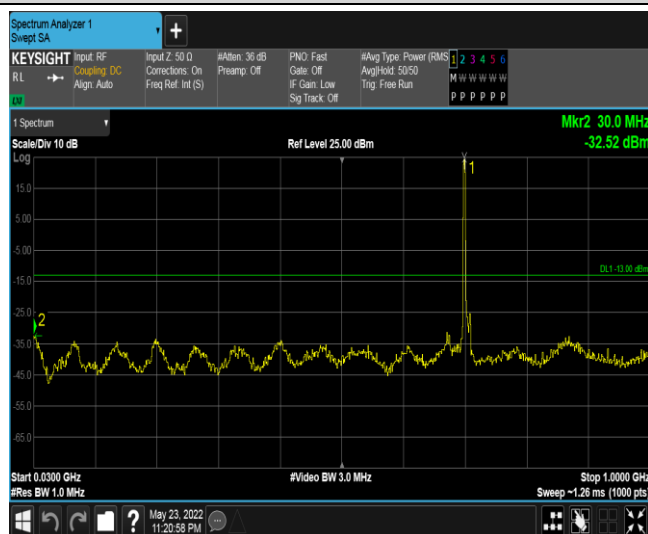 Spectrum Analyzer 1
Swept SA
KEYSIGHT
RL
Input: RF
Coupling: DC
Align: Auto
Input Z: 50 Ω
Corrections: On
Freq Ref: Int (S)
#Atten: 36 dB
Preamp: Off
PNO: Fast
Gate: Off
IF Gain: Low
Sig Track: Off
#Avg Type: Power (RMS
Avg|Hold: 50/50
Trig: Free Run
1 2 3 4 5 6
M W W W W W
P P P P P P
1 Spectrum
Scale/Div 10 dB
Ref Level 25.00 dBm
Mkr2 30.0 MHz
-32.52 dBm
Log
15.0
5.00
-5.00
-15.0
-25.0
-35.0
-45.0
-55.0
-65.0
1
2
DL1 -13.00 dBm
Start 0.0300 GHz
#Res BW 1.0 MHz
#Video BW 3.0 MHz
Stop 1.0000 GHz
Sweep ~1.26 ms (1000 pts)
?
May 23, 2022
11:20:58 PM